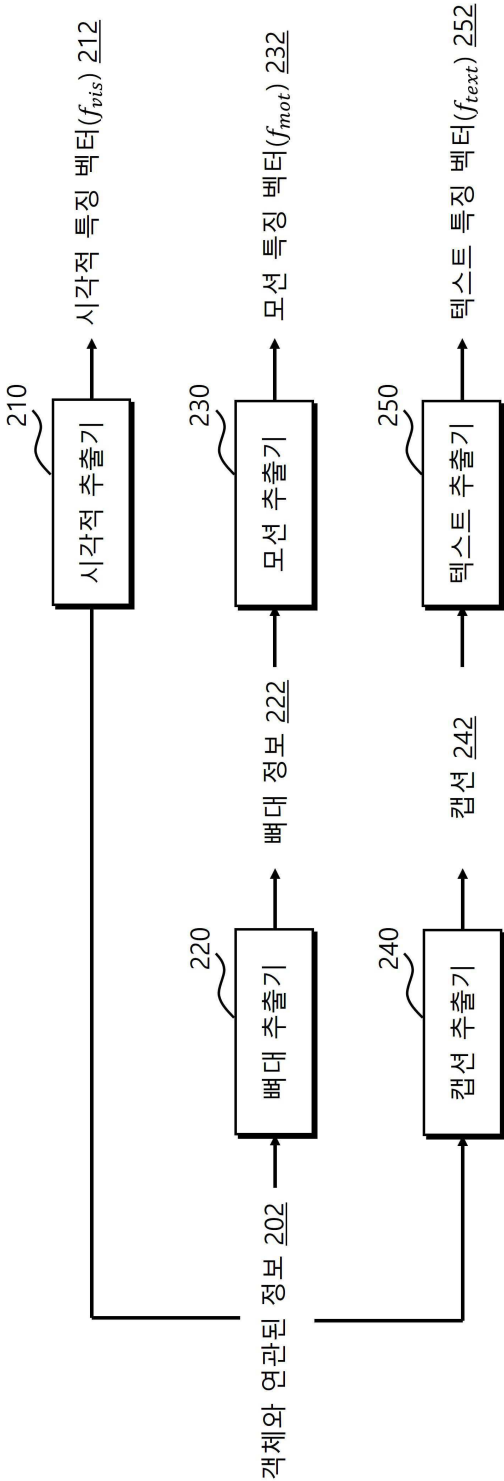 객체와 연관된 정보 202
210
시각적 추출기
시각적 특징 벡터(f_vis) 212
220
뼈대 추출기
뼈대 정보 222
230
모션 추출기
모션 특징 벡터(f_mot) 232
240
캡션 추출기
캡션 242
250
텍스트 추출기
텍스트 특징 벡터(f_text) 252